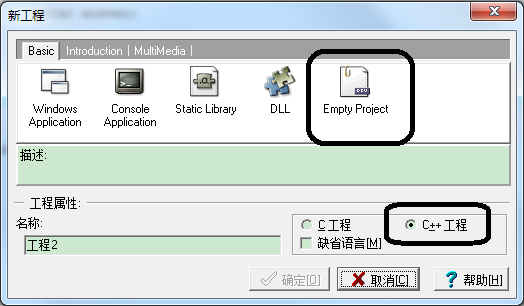 新工程
Basic Introduction MultiMedia
Windows Application
Console Application
Static Library
DLL
DEV
Empty Project
描述:
工程属性:
名称:
工程2
C 工程
C++ 工程
缺省语言[M]
确定[O]
取消[C]
? 帮助[H]